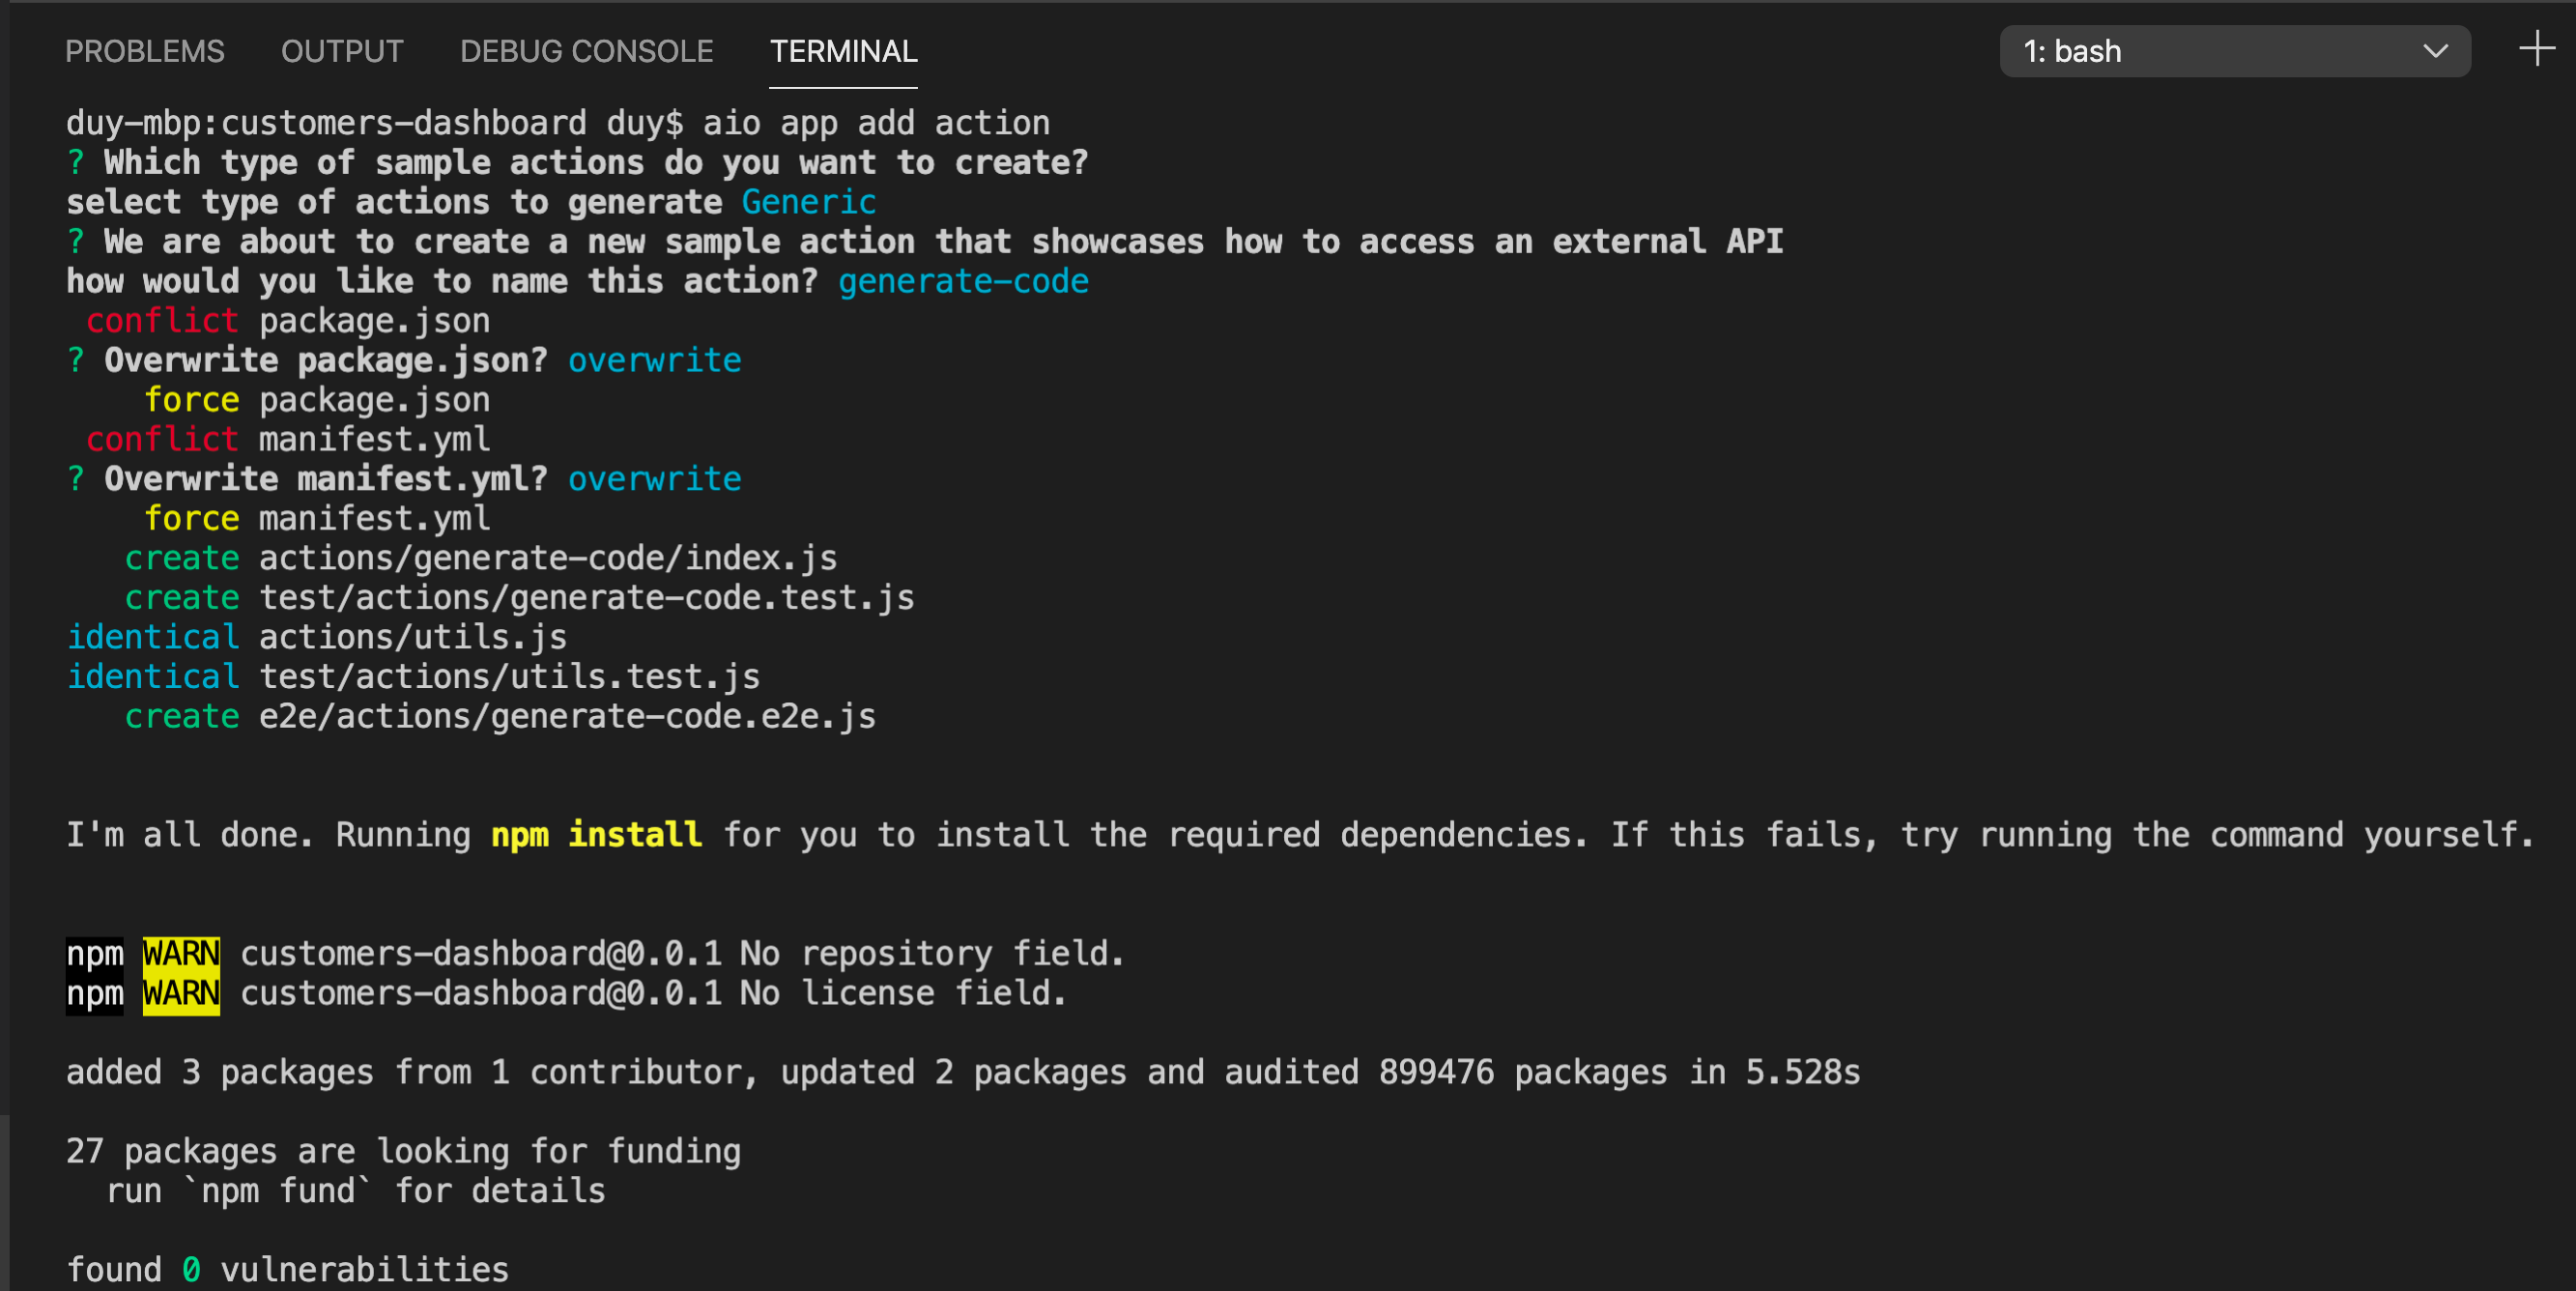 PROBLEMS OUTPUT DEBUG CONSOLE TERMINAL 1: bash
duy-mbp:customers-dashboard duy$ aio app add action
? Which type of sample actions do you want to create?
select type of actions to generate Generic
? We are about to create a new sample action that showcases how to access an external API
how would you like to name this action? generate-code
conflict package.json
? Overwrite package.json? overwrite
force package.json
conflict manifest.yml
? Overwrite manifest.yml? overwrite
force manifest.yml
create actions/generate-code/index.js
create test/actions/generate-code.test.js
identical actions/utils.js
identical test/actions/utils.test.js
create e2e/actions/generate-code.e2e.js
I'm all done. Running npm install for you to install the required dependencies. If this fails, try running the command yourself.
npm WARN customers-dashboard@0.0.1 No repository field.
npm WARN customers-dashboard@0.0.1 No license field.
added 3 packages from 1 contributor, updated 2 packages and audited 899476 packages in 5.528s
27 packages are looking for funding
run `npm fund` for details
found 0 vulnerabilities